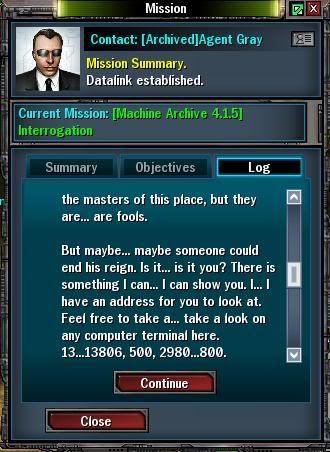 Mission
Contact: [Archived]Agent Gray
Mission Summary.
Datalink established.
Current Mission: [Machine Archive 4.1.5]
Interrogation
Summary
Objectives
Log
the masters of this place, but they
are... are fools.
But maybe... maybe someone could
end his reign. Is it... is it you? There is
something I can... I can show you. I... I
have an address for you to look at.
Feel free to take a... take a look on
any computer terminal here.
13...13806, 500, 2980...800.
Continue
Close